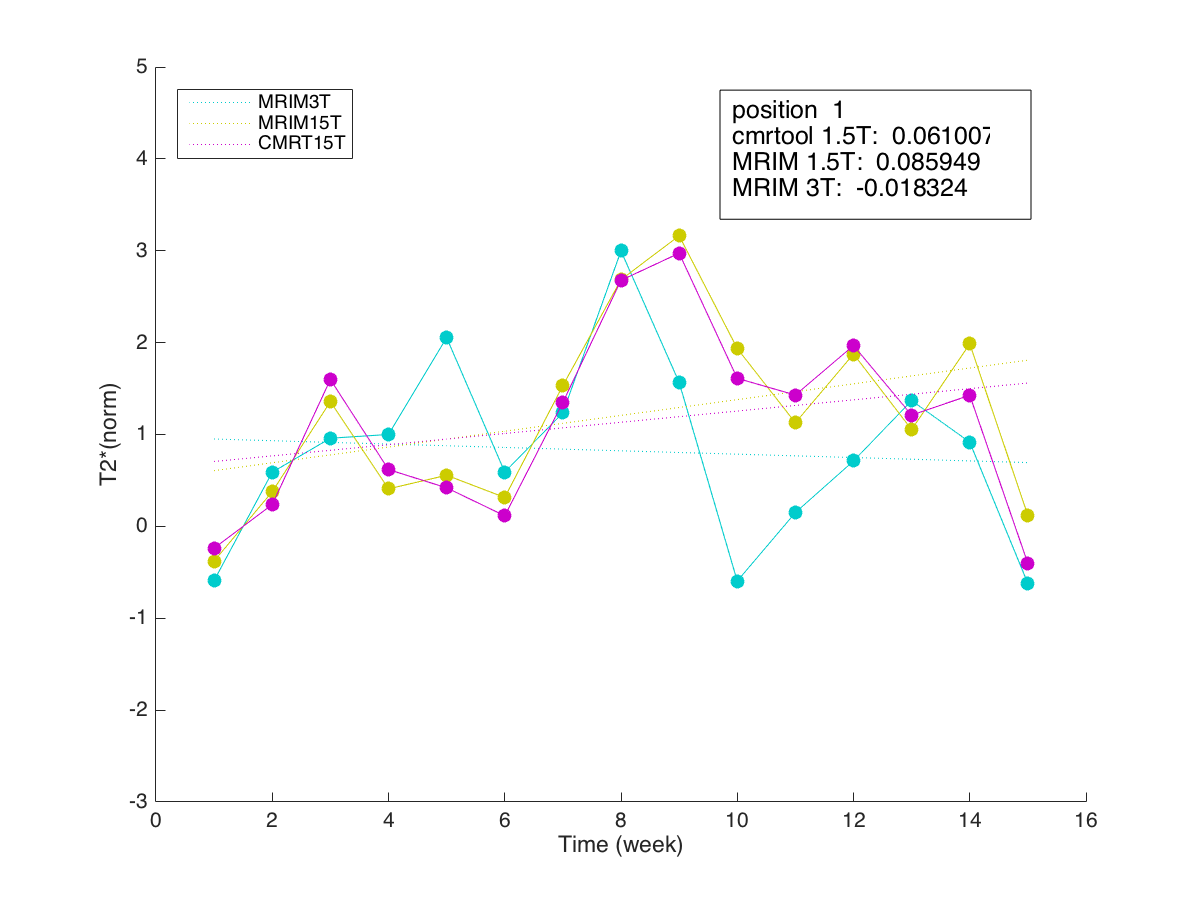 5
MRIM3T
MRIM15T
CMRT15T
position 1
cmrtool 1.5T: 0.061007
MRIM 1.5T: 0.085949
MRIM 3T: -0.018324
4
3
2
1
0
-1
-2
-3
T2*(norm)
0 2 4 6 8 10 12 14 16
Time (week)